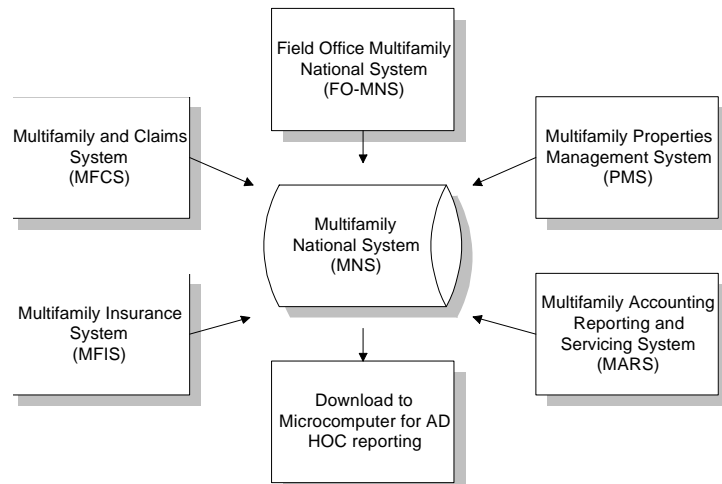 Field Office Multifamily
National System
(FO-MNS)
Multifamily and Claims
System
(MFCS)
Multifamily Properties
Management System
(PMS)
Multifamily
National System
(MNS)
Multifamily Insurance
System
(MFIS)
Multifamily Accounting
Reporting and
Servicing System
(MARS)
Download to
Microcomputer for AD
HOC reporting